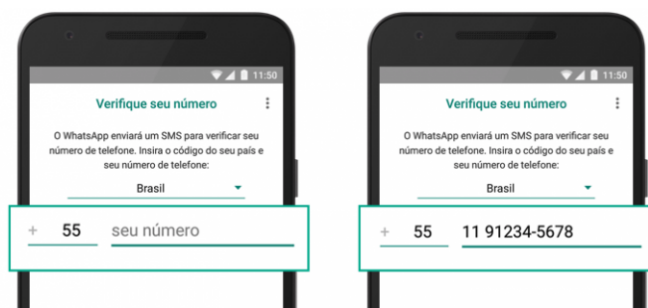 11:50
Verifique seu número
O WhatsApp enviará um SMS para verificar seu
número de telefone. Insira o código do seu país e
seu número de telefone:
Brasil
+ 55 seu número
11:50
Verifique seu número
O WhatsApp enviará um SMS para verificar seu
número de telefone. Insira o código do seu país e
seu número de telefone:
Brasil
+ 55 11 91234-5678